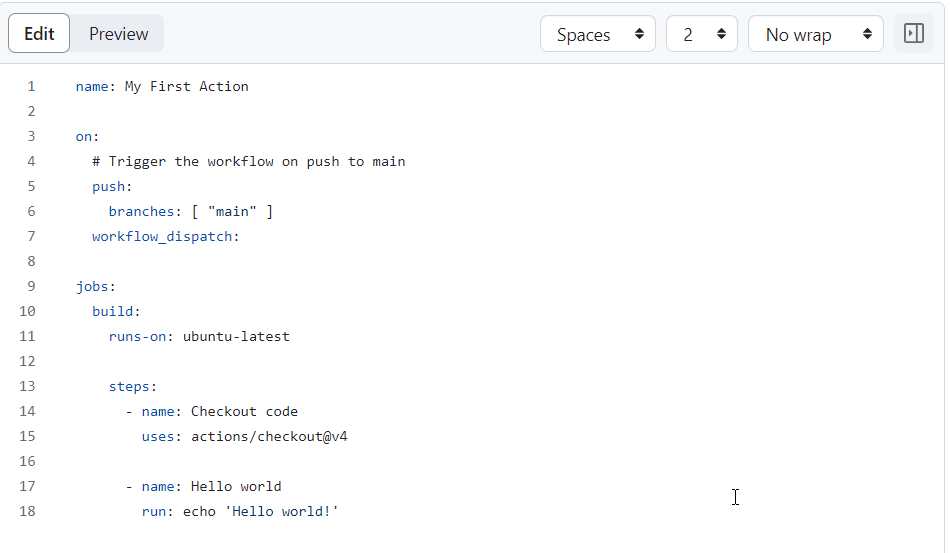 Edit Preview Spaces 2 No wrap
1 name: My First Action
2
3 on:
4   # Trigger the workflow on push to main
5   push:
6     branches: [ "main" ]
7   workflow_dispatch:
8
9 jobs:
10   build:
11     runs-on: ubuntu-latest
12
13     steps:
14       - name: Checkout code
15         uses: actions/checkout@v4
16
17       - name: Hello world
18         run: echo 'Hello world!'